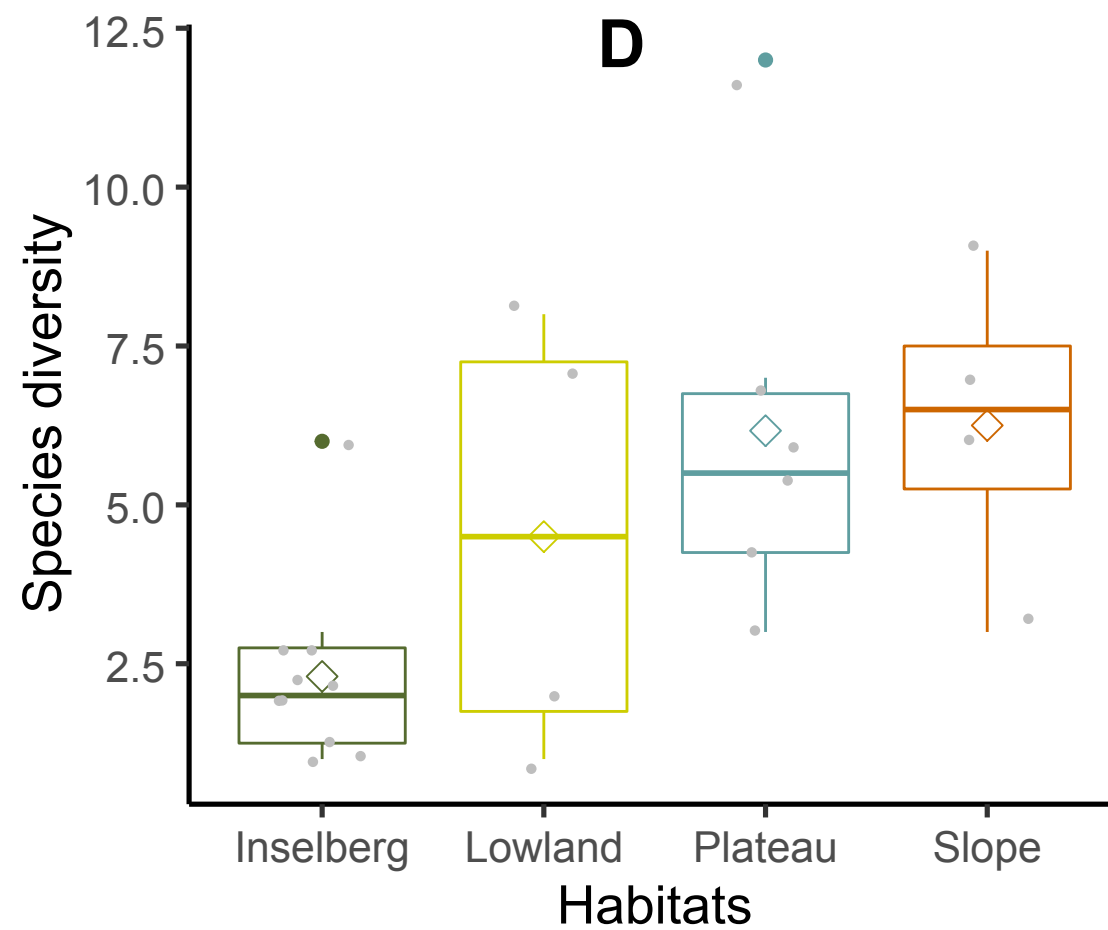 D
12.5
10.0
7.5
5.0
2.5
Species diversity
Inselberg Lowland Plateau Slope
Habitats